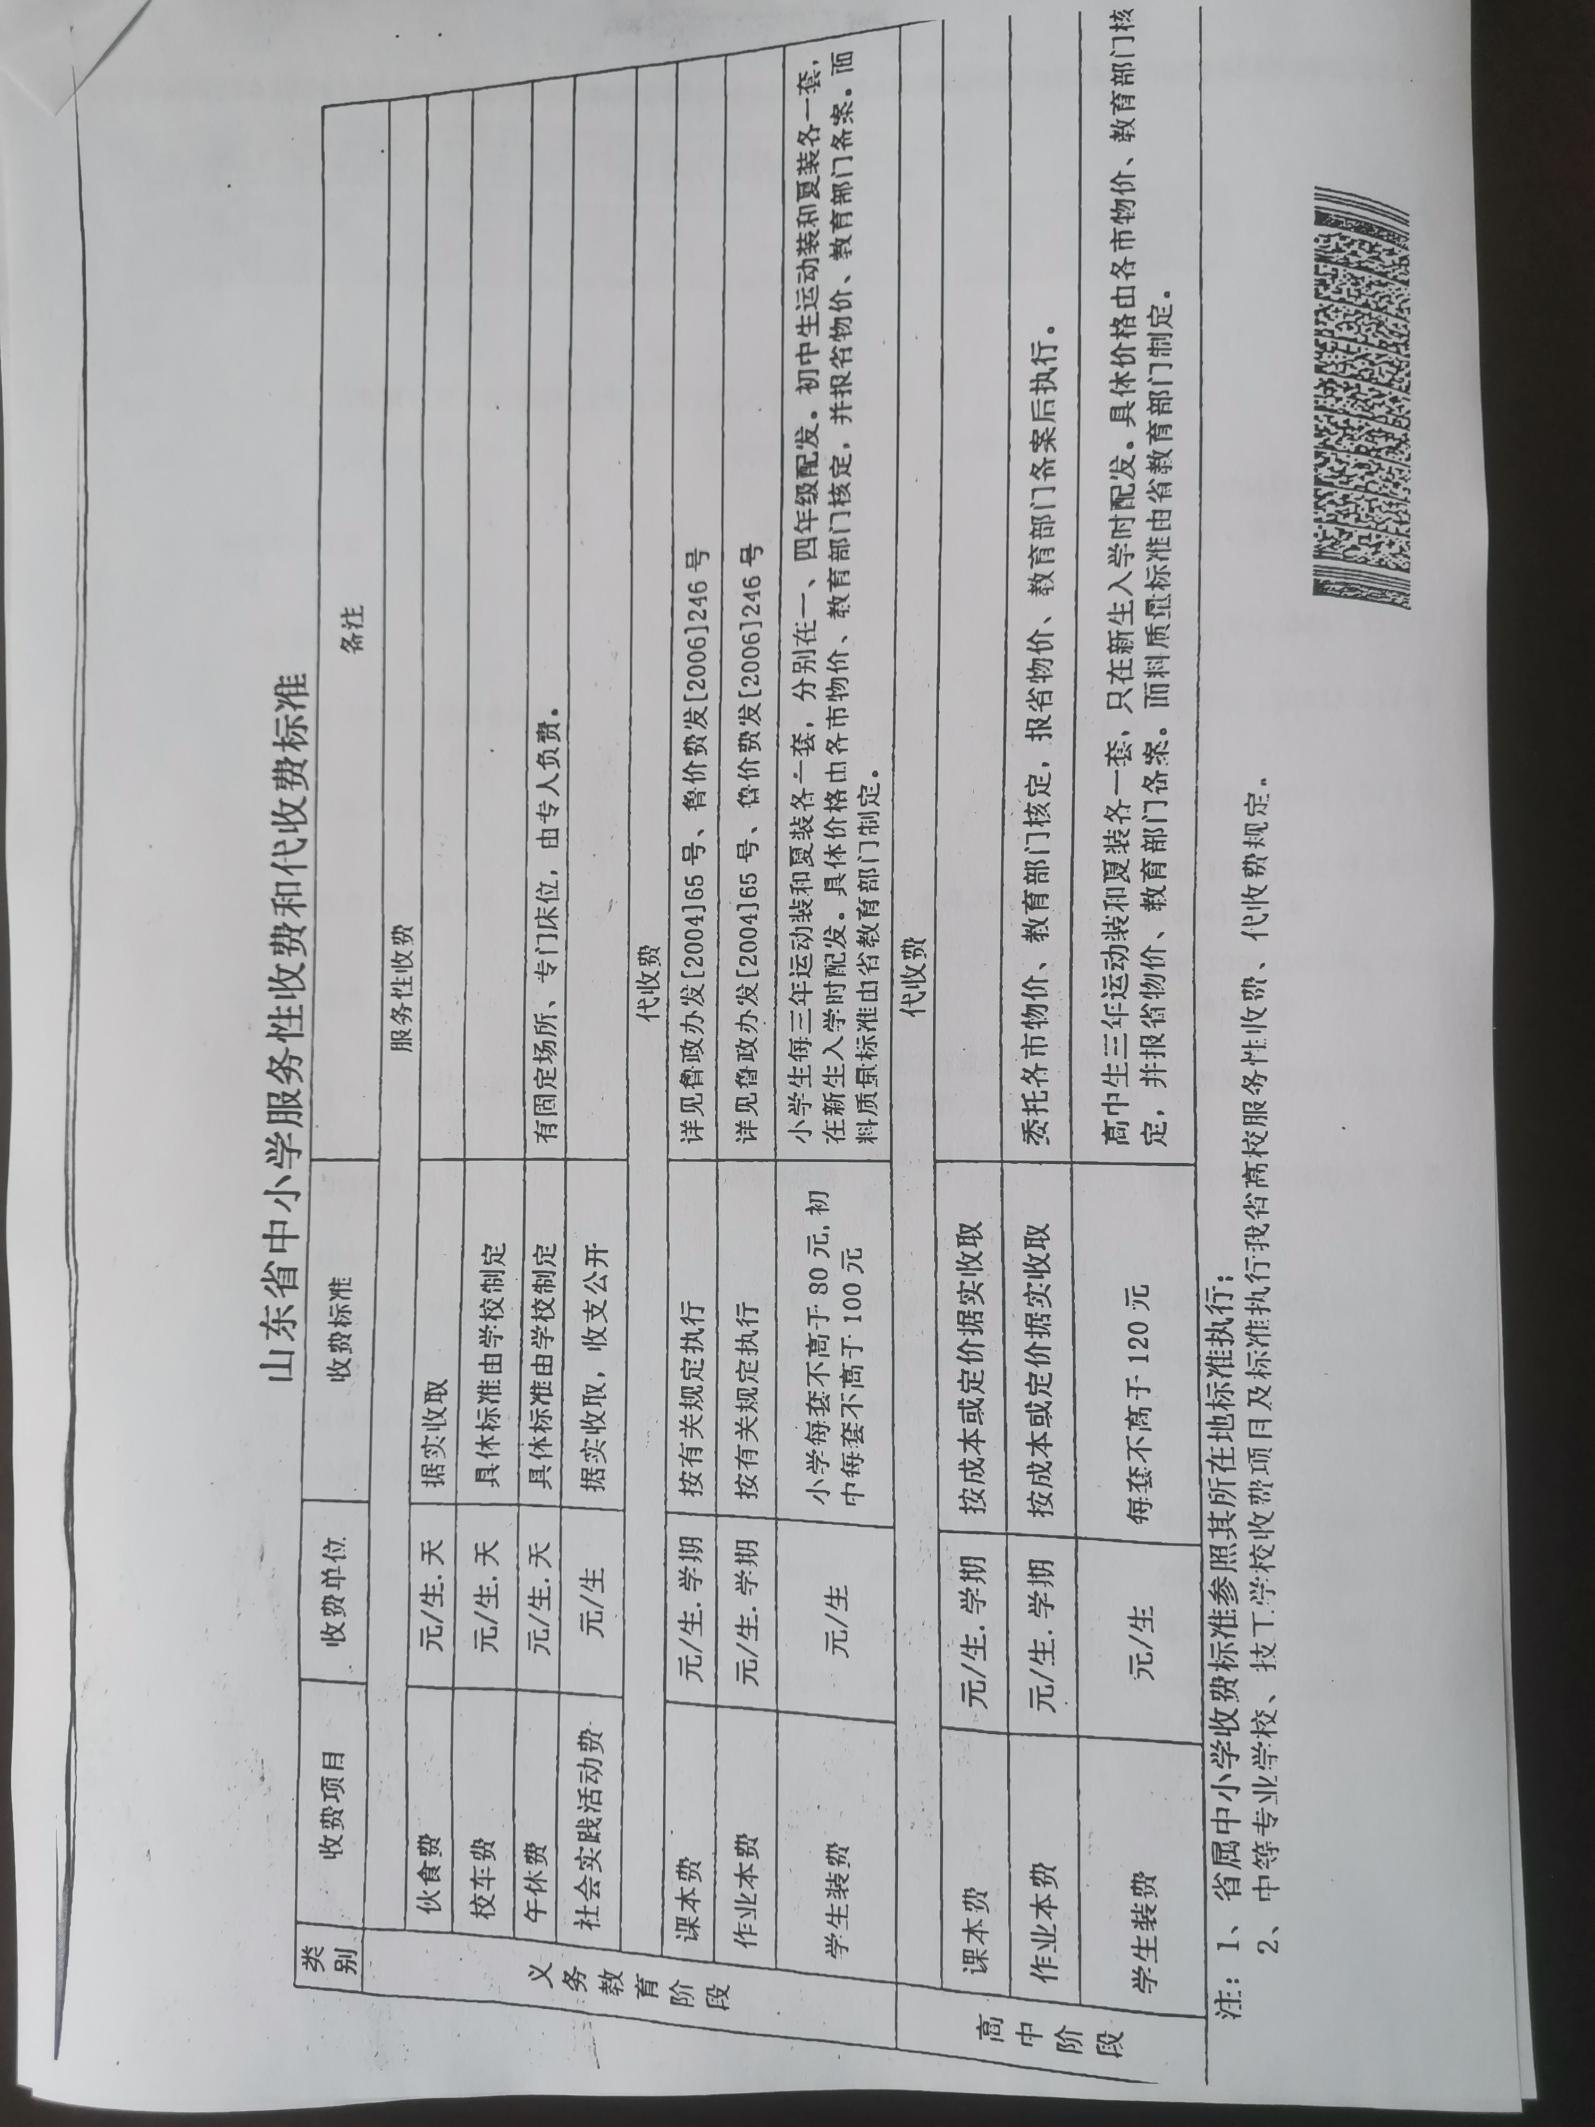 山东省中小学服务性收费和代收费标准
类别 收费项目 收费单位 收费标准 备注
义务教育阶段
服务性收费
伙食费 元/生.天 据实收取
校车费 元/生.天 具体标准由学校制定
午休费 元/生.天 具体标准由学校制定 有固定场所、专门床位，由专人负责。
社会实践活动费 元/生 据实收取，收支公开
代收费
课本费 元/生.学期 按有关规定执行 详见鲁政办发[2004]65号、鲁价费发[2006]246号
作业本费 元/生.学期 按有关规定执行 详见鲁政办发[2004]65号、鲁价费发[2006]246号
学生装费 元/生
小学每套不高于80元，初
中每套不高于100元
小学生每三年运动装和夏装各一套，分别在一、四年级配发。初中生运动装和夏装各一套，
在新生入学时配发。具体价格由各市物价、教育部门核定，并报省物价、教育部门备案。面
料质量标准由省教育部门制定。
高中阶段
代收费
课本费 元/生.学期 按成本或定价据实收取
作业本费 元/生.学期 按成本或定价据实收取 委托各市物价、教育部门核定，报省物价、教育部门备案后执行。
学生装费 元/生 每套不高于120元
高中生三年运动装和夏装各一套，只在新生入学时配发。具体价格由各市物价、教育部门核
定，并报省物价、教育部门备案。面料质量标准由省教育部门制定。
注：1、省属中小学收费标准参照其所在地标准执行；
2、中等专业学校、技工学校收费项目及标准执行我省高校服务性收费、代收费规定。